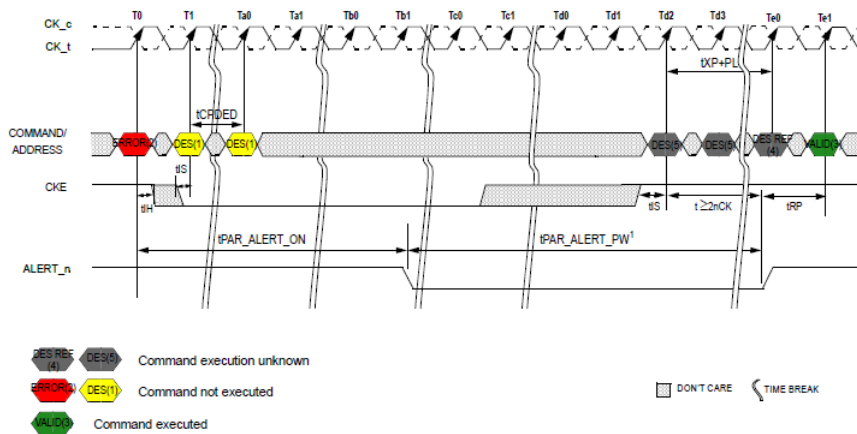 T0 T1 Ta0 Ta1 Tb0 Tb1 Tc0 Tc1 Td0 Td1 Td2 Td3 Te0 Te1
CK_c
CK_t
tXP+PL
tCPDED
COMMAND/
ADDRESS
ERROR(2) DES(1) DES(1) DES(5) DES(5) DES REF
(4) VALID(3)
tIS
CKE
tIH tIS t ≥2nCK tRP
tPAR_ALERT_ON tPAR_ALERT_PW1
ALERT_n
DES REF
(4) DES(5) Command execution unknown
ERROR(2) DES(1) Command not executed
DON'T CARE TIME BREAK
VALID(3) Command executed